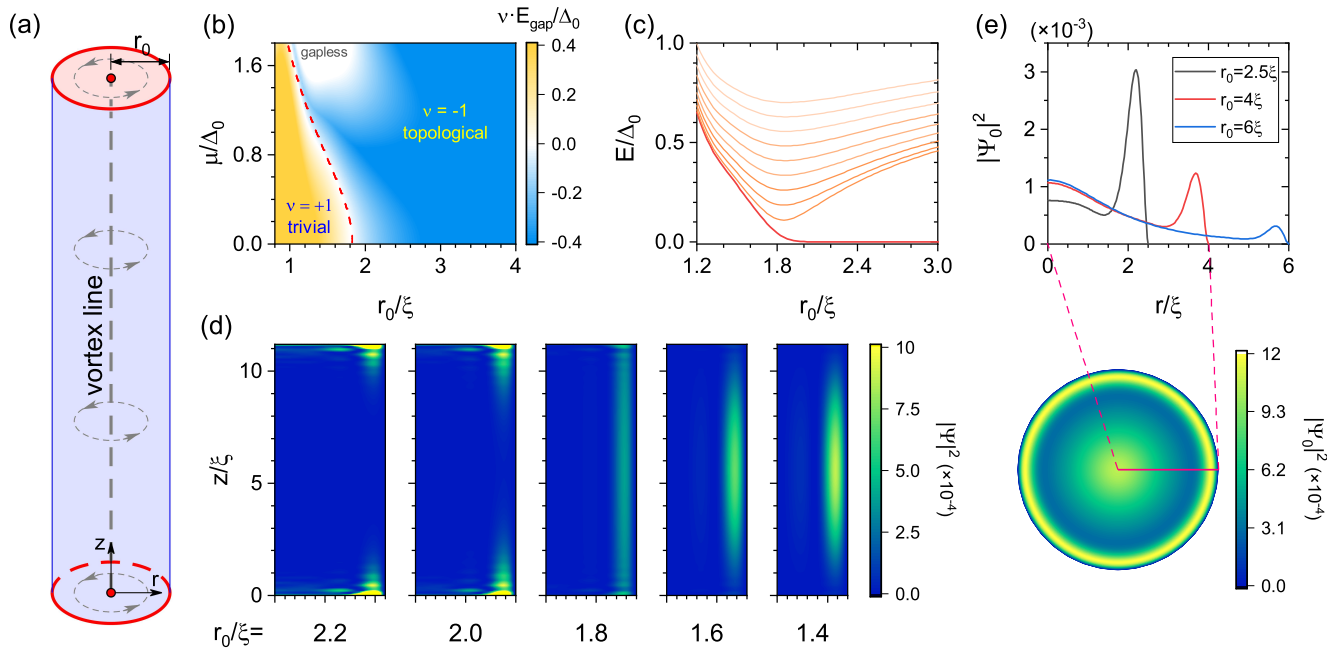 (a)
r₀
vortex line
z
r
(b)
ν·E_gap/Δ₀
gapless
ν = -1
topological
ν = +1
trivial
μ/Δ₀
1.6
0.8
0.0
1
2
3
4
r₀/ξ
0.4
0.2
0.0
-0.2
-0.4
(c)
E/Δ₀
1.0
0.5
0.0
1.2
1.8
2.4
3.0
r₀/ξ
(e)
(×10⁻³)
|Ψ₀|²
3
2
1
0
r₀=2.5ξ
r₀=4ξ
r₀=6ξ
0
2
4
6
r/ξ
(d)
z/ξ
10
5
0
r₀/ξ=
2.2
2.0
1.8
1.6
1.4
10
7.5
5.0
2.5
0.0
|Ψ|² (×10⁻⁴)
12
9.3
6.2
3.1
0.0
|Ψ₀|² (×10⁻⁴)